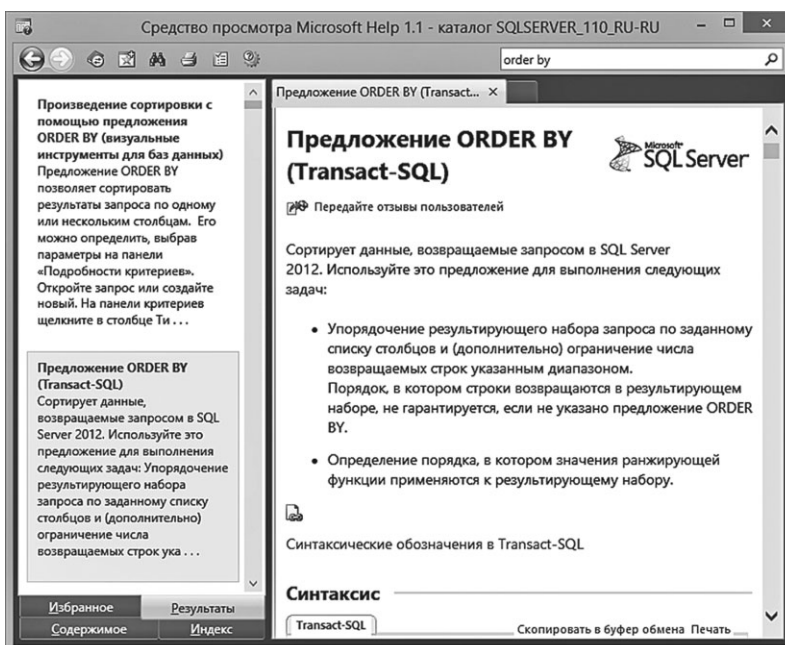 Средство просмотра Microsoft Help 1.1 - каталог SQLSERVER_110_RU-RU
order by
Произведение сортировки с
помощью предложения
ORDER BY (визуальные
инструменты для баз данных)
Предложение ORDER BY
позволяет сортировать
результаты запроса по одному
или нескольким столбцам. Его
можно определить, выбрав
параметры на панели
«Подробности критериев».
Откройте запрос или создайте
новый. На панели критериев
щелкните в столбце Ти . . .
Предложение ORDER BY
(Transact-SQL)
Сортирует данные,
возвращаемые запросом в SQL
Server 2012. Используйте это
предложение для выполнения
следующих задач: Упорядочение
результирующего набора
запроса по заданному списку
столбцов и (дополнительно)
ограничение числа
возвращаемых строк ука . . .
Избранное
Результаты
Содержимое
Индекс
Предложение ORDER BY (Transact...
Предложение ORDER BY
(Transact-SQL)
Microsoft
SQL Server
Передайте отзывы пользователей
Сортирует данные, возвращаемые запросом в SQL Server
2012. Используйте это предложение для выполнения следующих
задач:
• Упорядочение результирующего набора запроса по заданному
списку столбцов и (дополнительно) ограничение числа
возвращаемых строк указанным диапазоном.
Порядок, в котором строки возвращаются в результирующем
наборе, не гарантируется, если не указано предложение ORDER
BY.
• Определение порядка, в котором значения ранжирующей
функции применяются к результирующему набору.
Синтаксические обозначения в Transact-SQL
Синтаксис
Transact-SQL
Скопировать в буфер обмена Печать